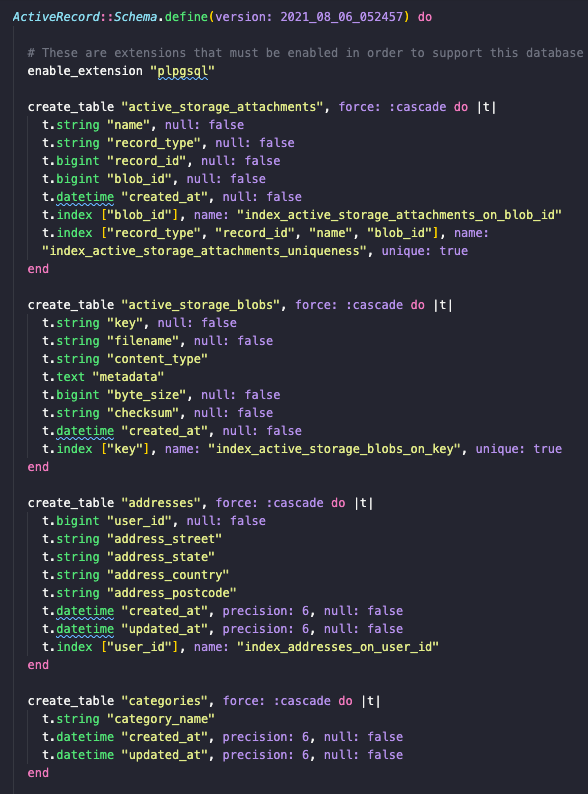 ActiveRecord::Schema.define(version: 2021_08_06_052457) do
# These are extensions that must be enabled in order to support this database
enable_extension "plpgsql"
create_table "active_storage_attachments", force: :cascade do |t|
t.string "name", null: false
t.string "record_type", null: false
t.bigint "record_id", null: false
t.bigint "blob_id", null: false
t.datetime "created_at", null: false
t.index ["blob_id"], name: "index_active_storage_attachments_on_blob_id"
t.index ["record_type", "record_id", "name", "blob_id"], name:
"index_active_storage_attachments_uniqueness", unique: true
end
create_table "active_storage_blobs", force: :cascade do |t|
t.string "key", null: false
t.string "filename", null: false
t.string "content_type"
t.text "metadata"
t.bigint "byte_size", null: false
t.string "checksum", null: false
t.datetime "created_at", null: false
t.index ["key"], name: "index_active_storage_blobs_on_key", unique: true
end
create_table "addresses", force: :cascade do |t|
t.bigint "user_id", null: false
t.string "address_street"
t.string "address_state"
t.string "address_country"
t.string "address_postcode"
t.datetime "created_at", precision: 6, null: false
t.datetime "updated_at", precision: 6, null: false
t.index ["user_id"], name: "index_addresses_on_user_id"
end
create_table "categories", force: :cascade do |t|
t.string "category_name"
t.datetime "created_at", precision: 6, null: false
t.datetime "updated_at", precision: 6, null: false
end